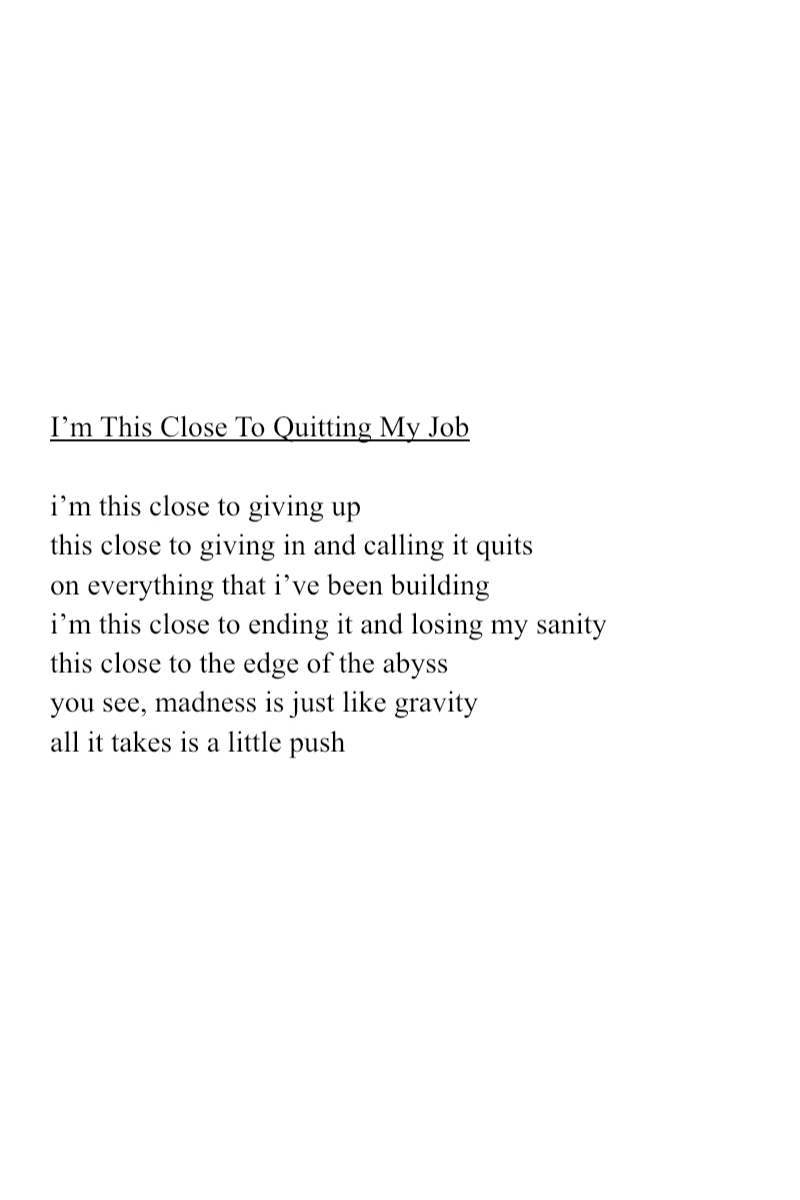 I’m This Close To Quitting My Job
i’m this close to giving up
this close to giving in and calling it quits
on everything that i’ve been building
i’m this close to ending it and losing my sanity
this close to the edge of the abyss
you see, madness is just like gravity
all it takes is a little push